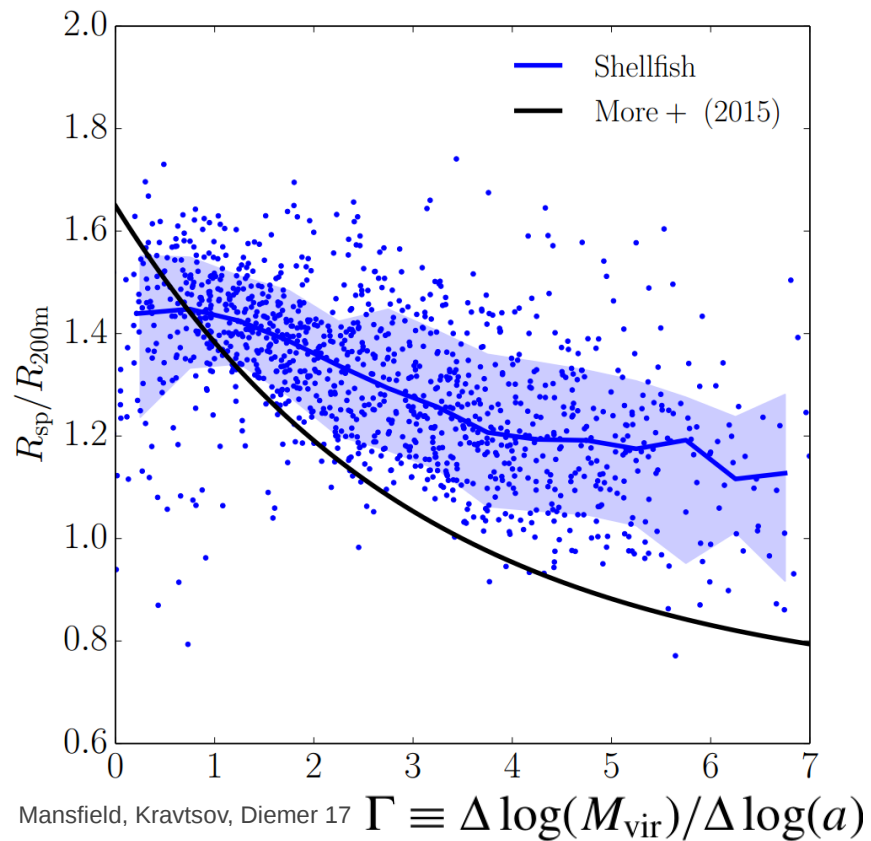 2.0
1.8
1.6
1.4
1.2
1.0
0.8
0.6
R_sp/R_200m
Shellfish
More + (2015)
0 1 2 3 4 5 6 7
Mansfield, Kravtsov, Diemer 17 Γ ≡ Δ log(M_vir)/Δ log(a)